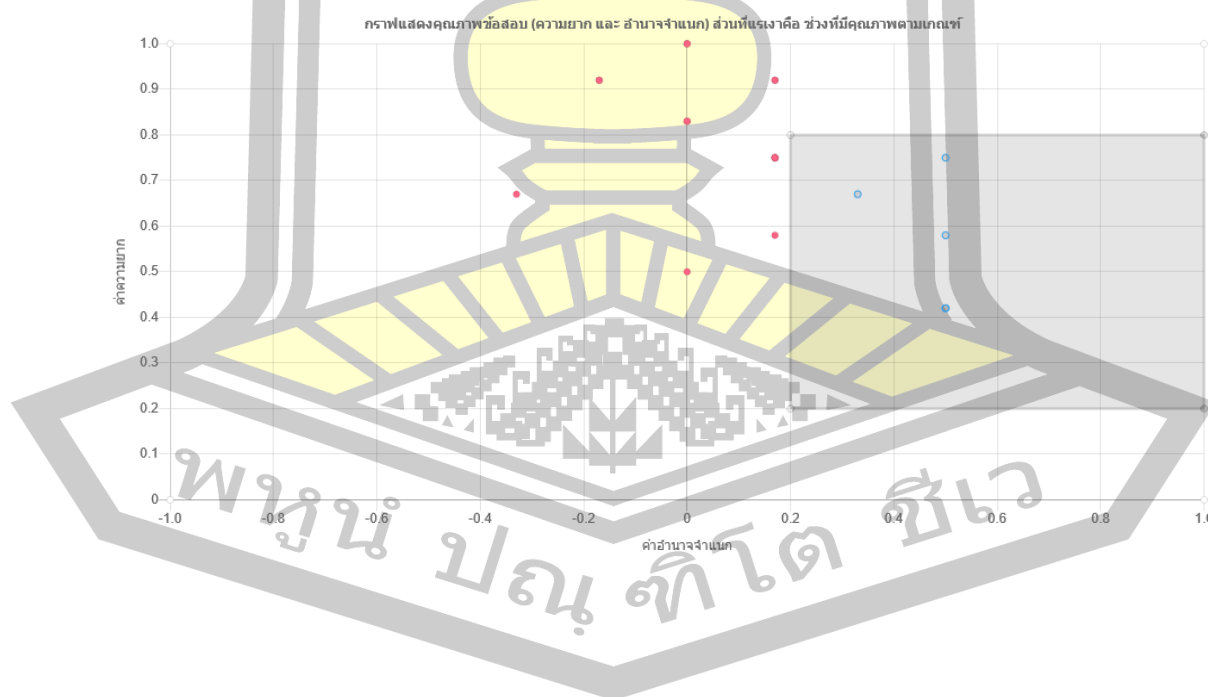 กราฟแสดงคุณภาพข้อสอบ (ความยาก และ อำนาจจำแนก) ส่วนที่แรเงาคือ ช่วงที่มีคุณภาพตามเกณฑ์
1.0
0.9
0.8
0.7
0.6
0.5
0.4
0.3
0.2
0.1
0
ค่าความยาก
-1.0 -0.8 -0.6 -0.4 -0.2 0 0.2 0.4 0.6 0.8 1.0
ค่าอำนาจจำแนก
พหูนํ ปณฺฑิโต ชีเว